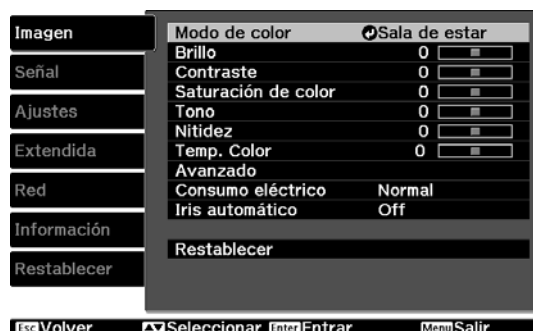 Imagen
Señal
Ajustes
Extendida
Red
Información
Restablecer
Modo de color Sala de estar
Brillo 0
Contraste 0
Saturación de color 0
Tono 0
Nitidez 0
Temp. Color 0
Avanzado
Consumo eléctrico Normal
Iris automático Off
Restablecer
Esc Volver Seleccionar Enter Entrar Menu Salir